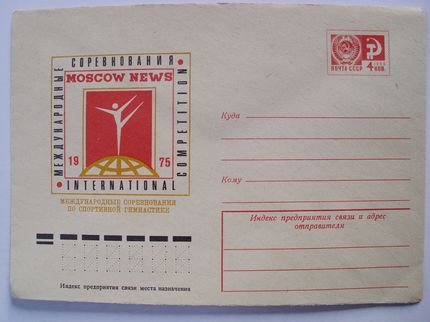 МЕЖДУНАРОДНЫЕ
СОРЕВНОВАНИЯ
MOSCOW NEWS
19 75
INTERNATIONAL
COMPETITION
МЕЖДУНАРОДНЫЕ СОРЕВНОВАНИЯ
ПО СПОРТИВНОЙ ГИМНАСТИКЕ
Индекс предприятия связи места назначения
ПОЧТА СССР
4 коп.
Куда
Кому
Индекс предприятия связи и адрес
отправителя